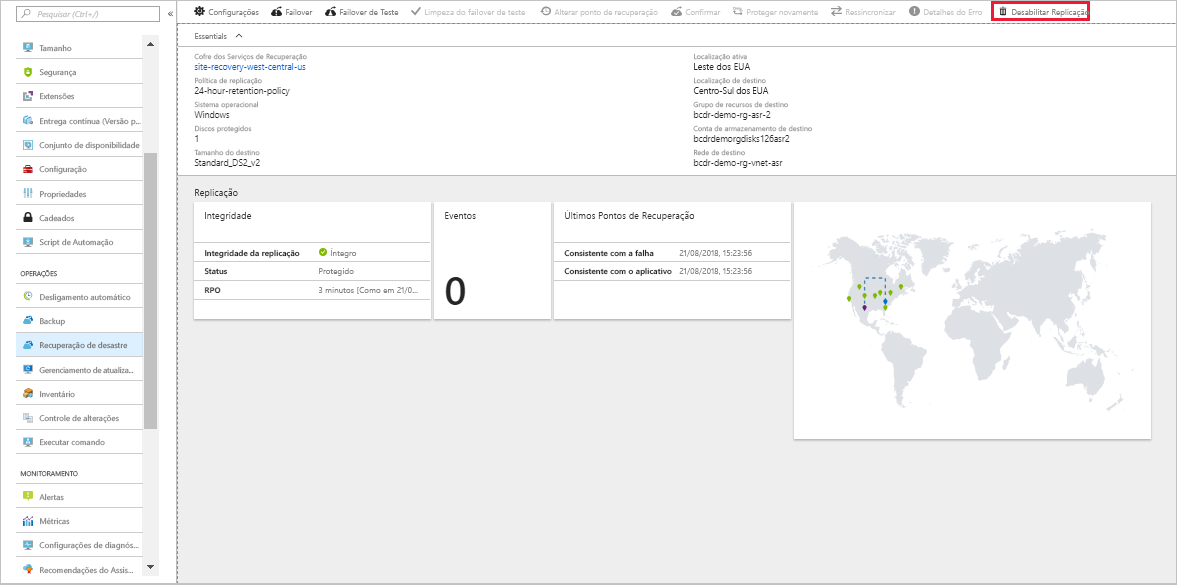 Pesquisar (Ctrl+/)
«
Tamanho
Segurança
Extensões
Entrega contínua (Versão p...
Conjunto de disponibilidade
Configuração
Propriedades
Cadeados
Script de Automação
OPERAÇÕES
Desligamento automático
Backup
Recuperação de desastre
Gerenciamento de atualiza...
Inventário
Controle de alterações
Executar comando
MONITORAMENTO
Alertas
Métricas
Configurações de diagnós...
Recomendações do Assis...
Configurações
Failover
Failover de Teste
Limpeza do failover de teste
Alterar ponto de recuperação
Confirmar
Proteger novamente
Ressincronizar
Detalhes do Erro
Desabilitar Replicação
Essentials
Cofre dos Serviços de Recuperação
site-recovery-west-central-us
Política de replicação
24-hour-retention-policy
Sistema operacional
Windows
Discos protegidos
1
Tamanho do destino
Standard_DS2_v2
Localização ativa
Leste dos EUA
Localização de destino
Centro-Sul dos EUA
Grupo de recursos de destino
bcdr-demo-rg-asr-2
Conta de armazenamento de destino
bcdrdemorgdisks126asr2
Rede de destino
bcdr-demo-rg-vnet-asr
Replicação
Integridade
Integridade da replicação Íntegro
Status Protegido
RPO 3 minutos [Como em 21/0...
Eventos
0
Últimos Pontos de Recuperação
Consistente com a falha 21/08/2018, 15:23:56
Consistente com o aplicativo 21/08/2018, 15:23:56